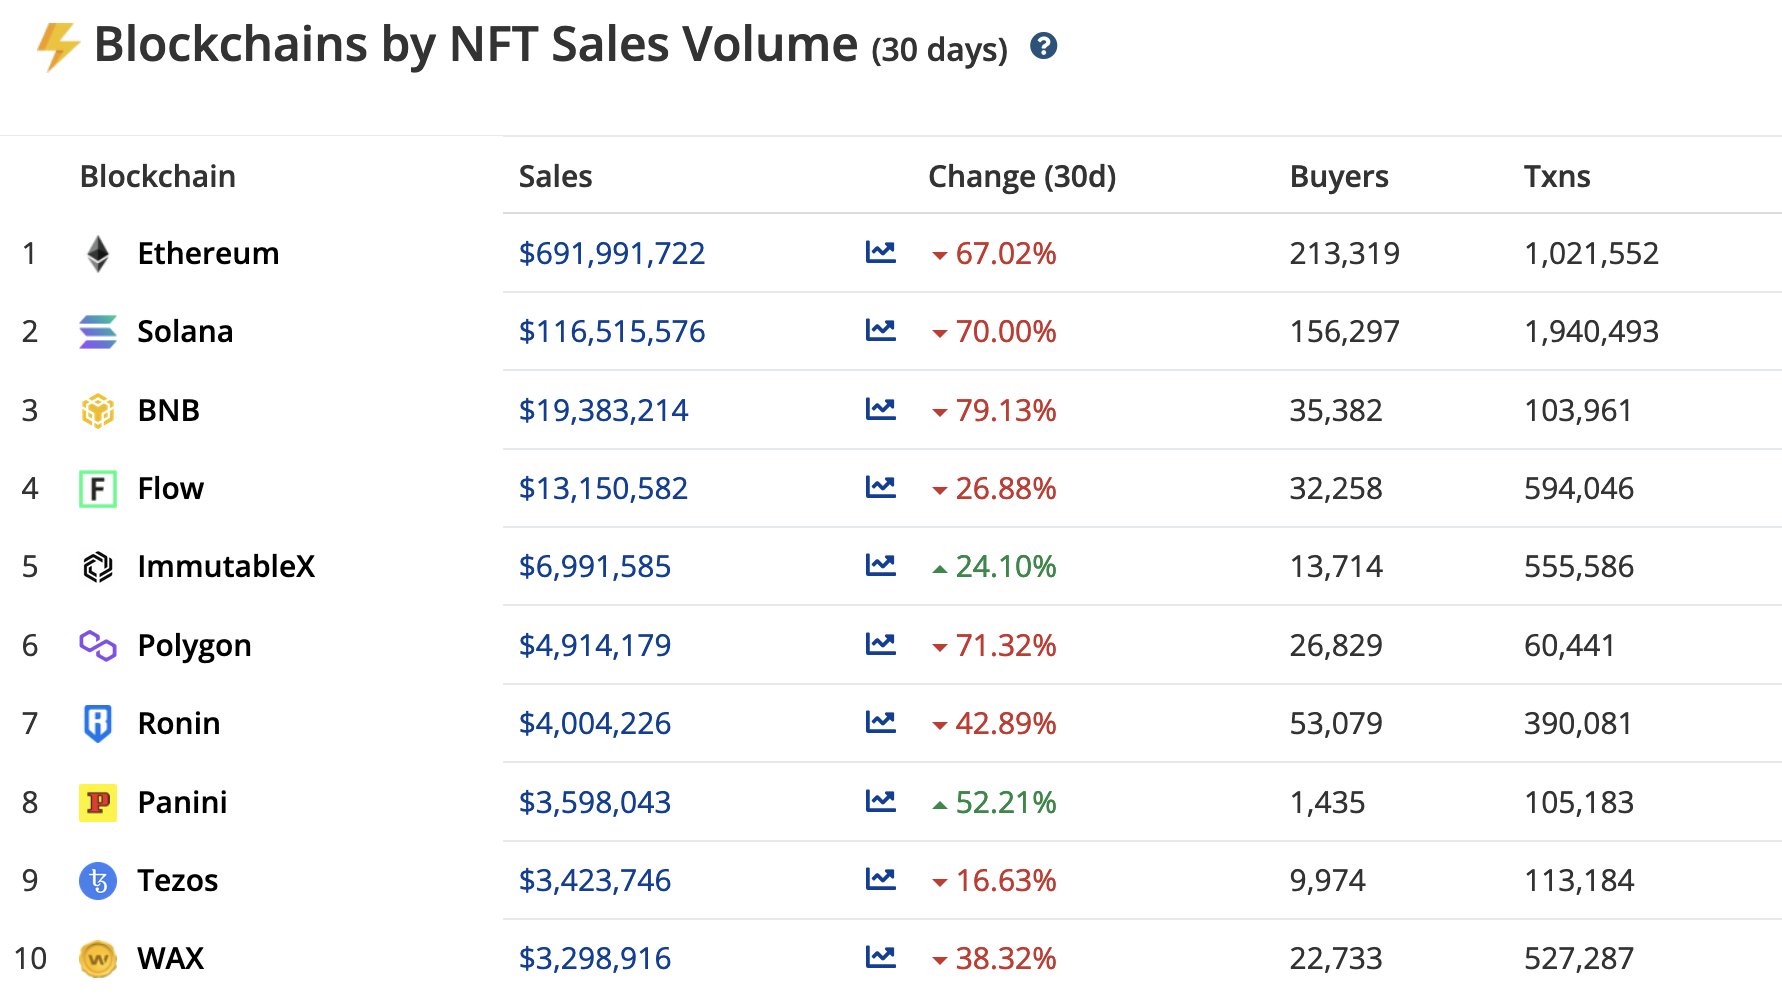 Blockchains by NFT Sales Volume (30 days) ?
Blockchain Sales Change (30d) Buyers Txns
1 Ethereum $691,991,722 67.02% 213,319 1,021,552
2 Solana $116,515,576 70.00% 156,297 1,940,493
3 BNB $19,383,214 79.13% 35,382 103,961
4 F Flow $13,150,582 26.88% 32,258 594,046
5 ImmutableX $6,991,585 24.10% 13,714 555,586
6 Polygon $4,914,179 71.32% 26,829 60,441
7 R Ronin $4,004,226 42.89% 53,079 390,081
8 P Panini $3,598,043 52.21% 1,435 105,183
9 Tezos $3,423,746 16.63% 9,974 113,184
10 W WAX $3,298,916 38.32% 22,733 527,287